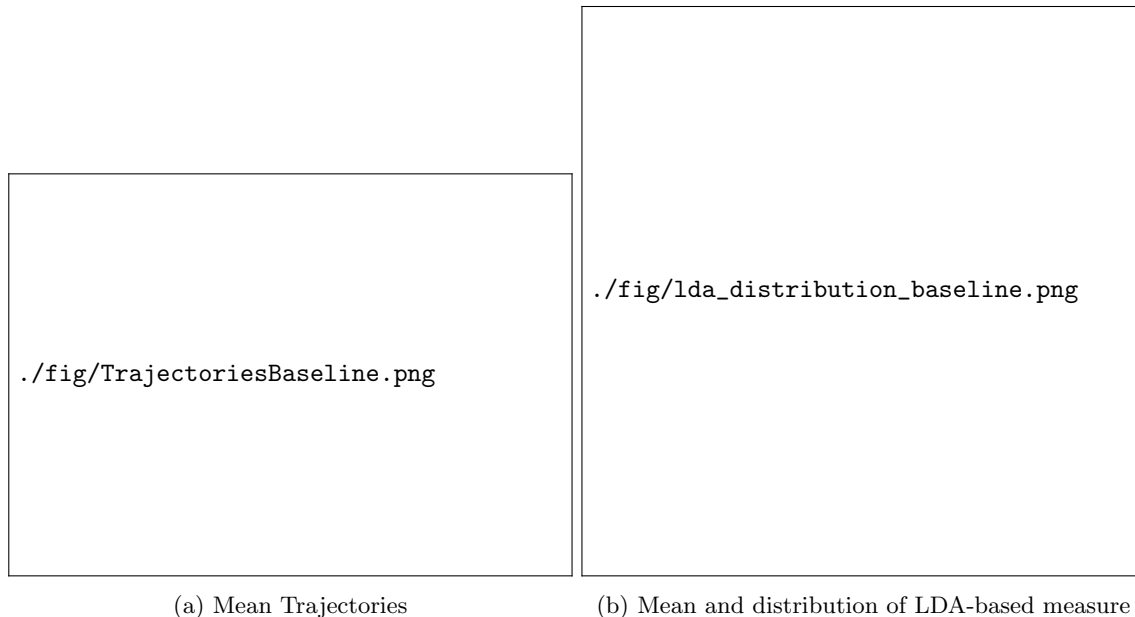 ./fig/TrajectoriesBaseline.png
./fig/lda_distribution_baseline.png
(a) Mean Trajectories
(b) Mean and distribution of LDA-based measure